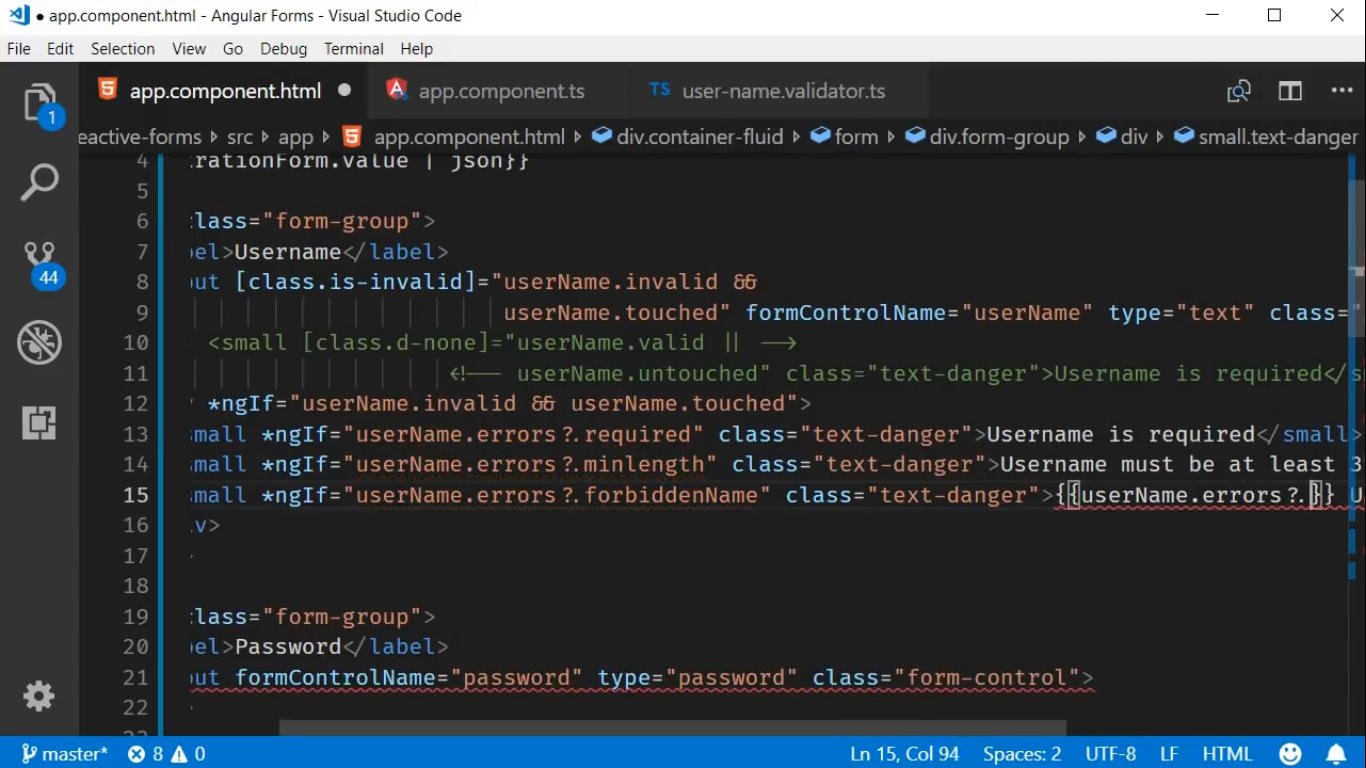 app.component.html - Angular Forms - Visual Studio Code
File Edit Selection View Go Debug Terminal Help
1 app.component.html app.component.ts TS user-name.validator.ts
eactive-forms › src › app › app.component.html › div.container-fluid › form › div.form-group › div › small.text-danger
4 rationForm.value | json}}
5
6 class="form-group">
7 el>Username</label>
8 ut [class.is-invalid]="userName.invalid &&
9 userName.touched" formControlName="userName" type="text" class="
10 <small [class.d-none]="userName.valid || -->
11 <!-- userName.untouched" class="text-danger">Username is required</s
12 *ngIf="userName.invalid && userName.touched">
13 small *ngIf="userName.errors?.required" class="text-danger">Username is required</small>
14 small *ngIf="userName.errors?.minlength" class="text-danger">Username must be at least 3
15 small *ngIf="userName.errors?.forbiddenName" class="text-danger">{{userName.errors?.}} U
16 v>
17
18
19 class="form-group">
20 el>Password</label>
21 ut formControlName="password" type="password" class="form-control">
22
44
master* 8 0 Ln 15, Col 94 Spaces: 2 UTF-8 LF HTML